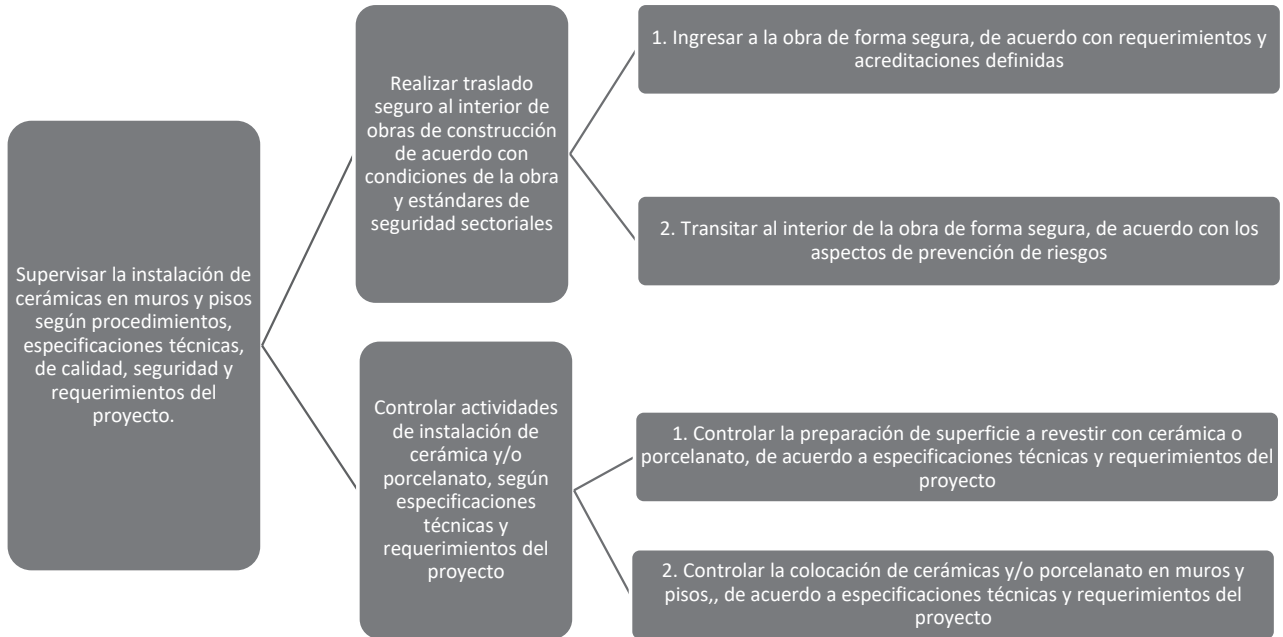 Supervisar la instalación de
cerámicas en muros y pisos
según procedimientos,
especificaciones técnicas,
de calidad, seguridad y
requerimientos del
proyecto.
Realizar traslado
seguro al interior de
obras de construcción
de acuerdo con
condiciones de la obra
y estándares de
seguridad sectoriales
1. Ingresar a la obra de forma segura, de acuerdo con requerimientos y
acreditaciones definidas
2. Transitar al interior de la obra de forma segura, de acuerdo con los
aspectos de prevención de riesgos
Controlar actividades
de instalación de
cerámica y/o
porcelanato, según
especificaciones
técnicas y
requerimientos del
proyecto
1. Controlar la preparación de superficie a revestir con cerámica o
porcelanato, de acuerdo a especificaciones técnicas y requerimientos del
proyecto
2. Controlar la colocación de cerámicas y/o porcelanato en muros y
pisos,, de acuerdo a especificaciones técnicas y requerimientos del
proyecto